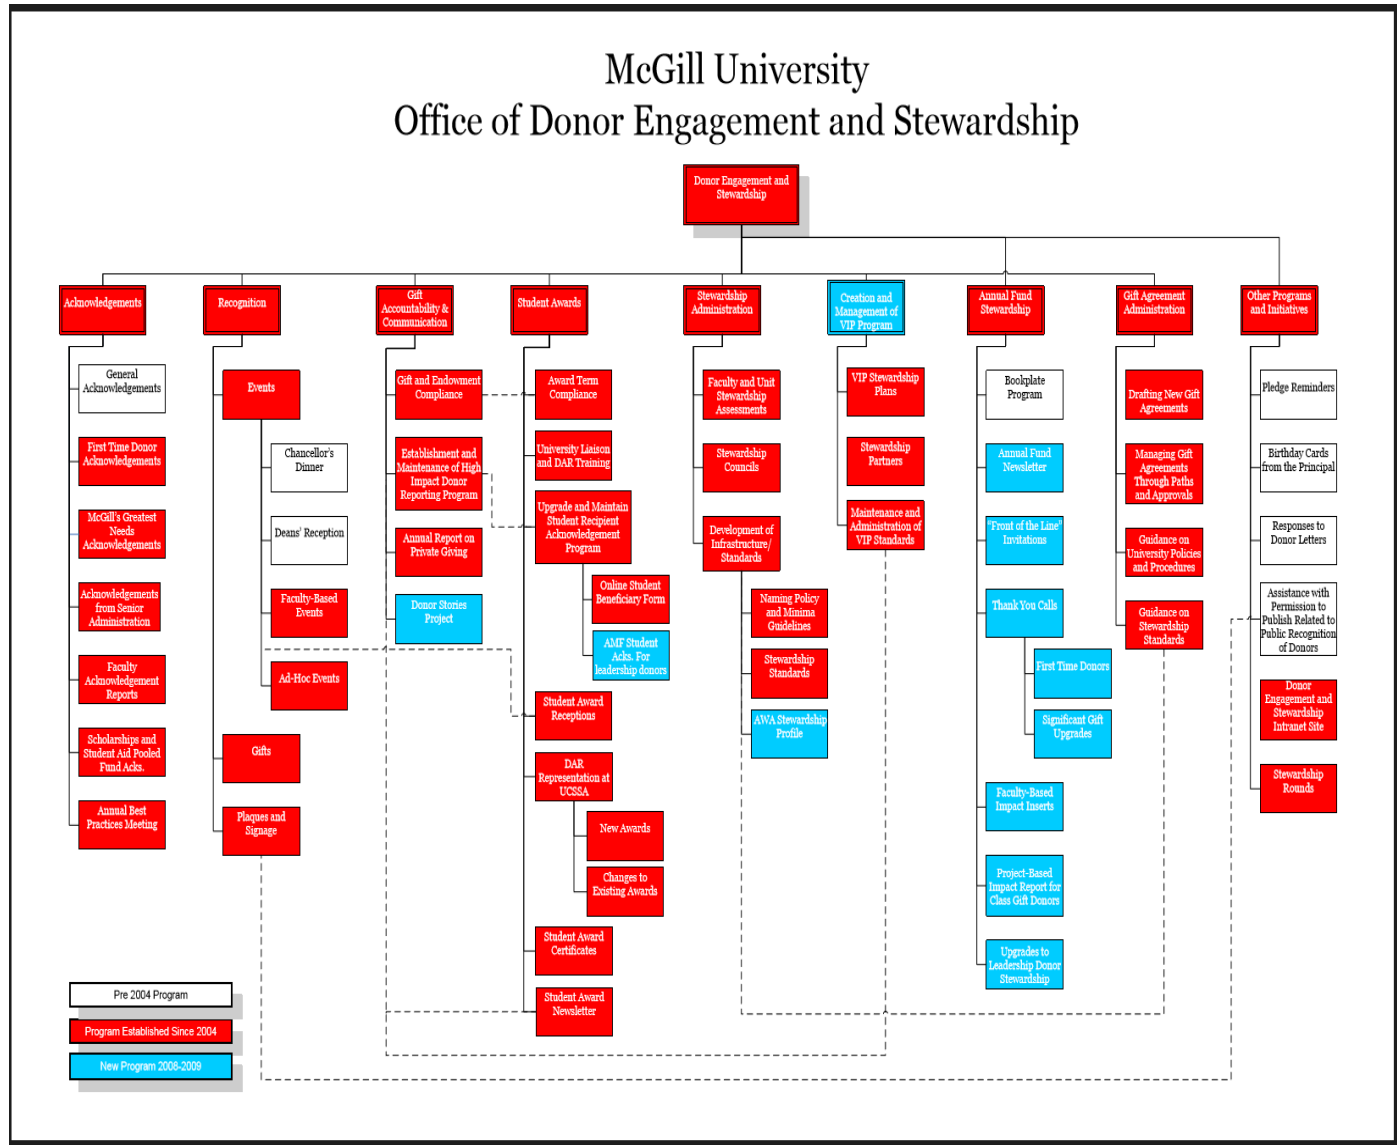 McGill University
Office of Donor Engagement and Stewardship
Donor Engagement and
Stewardship
Acknowledgements
Recognition
Gift
Accountability &
Communication
Student Awards
Stewardship
Administration
Creation and
Management of
VIP Program
Annual Fund
Stewardship
Gift Agreement
Administration
Other Programs
and Initiatives
General
Acknowledgements
First Time Donor
Acknowledgements
McGill's Greatest
Needs
Acknowledgements
Acknowledgements
from Senior
Administration
Faculty
Acknowledgement
Reports
Scholarships and
Student Aid Pooled
Fund Acks.
Annual Best
Practices Meeting
Events
Chancellor's
Dinner
Deans' Reception
Faculty-Based
Events
Ad-Hoc Events
Gifts
Plaques and
Signage
Gift and Endowment
Compliance
Establishment and
Maintenance of High
Impact Donor
Reporting Program
Annual Report on
Private Giving
Donor Stories
Project
Award Term
Compliance
University Liaison
and DAR Training
Upgrade and Maintain
Student Recipient
Acknowledgement
Program
Online Student
Beneficiary Form
AMF Student
Acks. For
leadership donors
Student Award
Receptions
DAR
Representation at
UCSSA
New Awards
Changes to
Existing Awards
Student Award
Certificates
Student Award
Newsletter
Faculty and Unit
Stewardship
Assessments
Stewardship
Councils
Development of
Infrastructure/
Standards
Naming Policy
and Minima
Guidelines
Stewardship
Standards
AWA Stewardship
Profile
VIP Stewardship
Plans
Stewardship
Partners
Maintenance and
Administration of
VIP Standards
Bookplate
Program
Annual Fund
Newsletter
"Front of the Line"
Invitations
Thank You Calls
First Time Donors
Significant Gift
Upgrades
Faculty-Based
Impact Inserts
Project-Based
Impact Report for
Class Gift Donors
Upgrades to
Leadership Donor
Stewardship
Drafting New Gift
Agreements
Managing Gift
Agreements
Through Paths
and Approvals
Guidance on
University Policies
and Procedures
Guidance on
Stewardship
Standards
Pledge Reminders
Birthday Cards
from the Principal
Responses to
Donor Letters
Assistance with
Permission to
Publish Related to
Public Recognition
of Donors
Donor
Engagement and
Stewardship
Intranet Site
Stewardship
Rounds
Pre 2004 Program
Program Established Since 2004
New Program 2008-2009